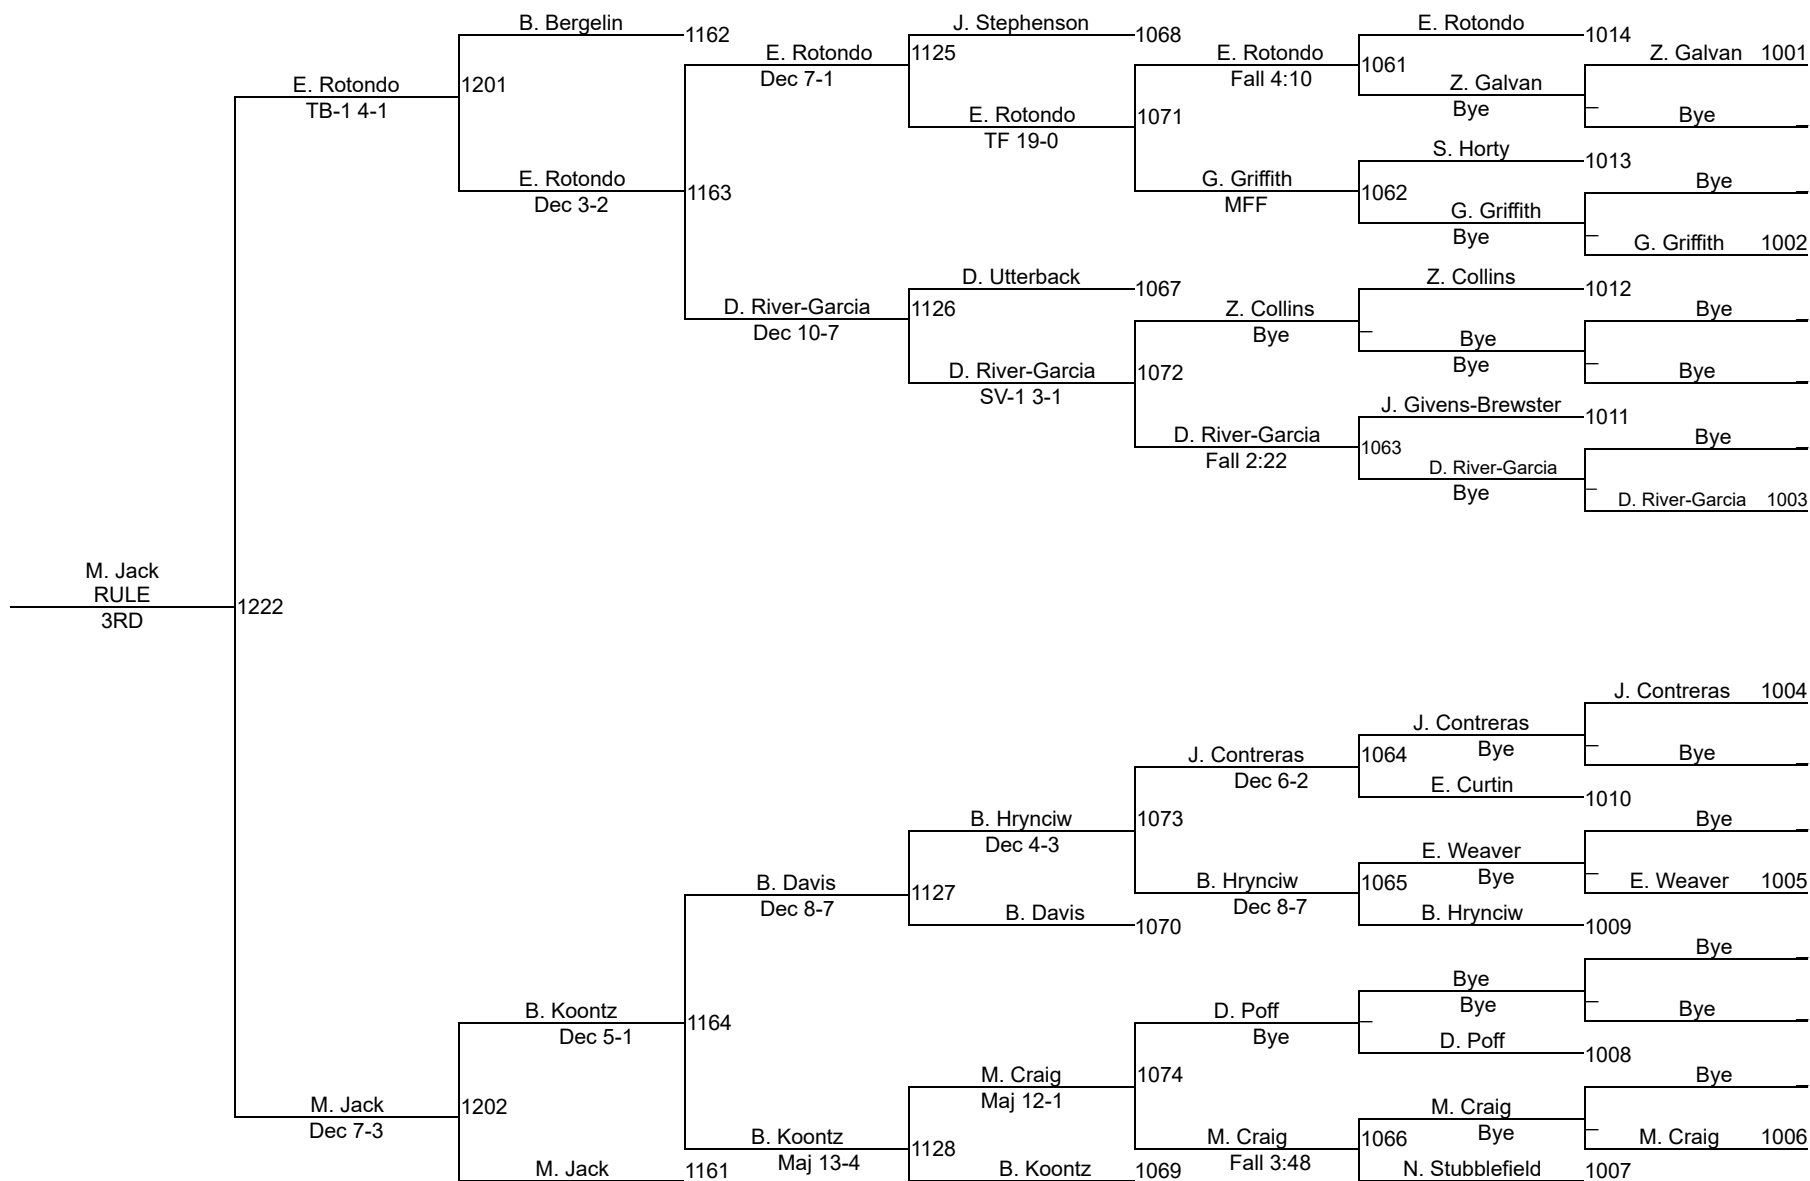 B. Bergelin
1162
J. Stephenson
1068
E. Rotondo
1014
E. Rotondo
Dec 7-1
1125
E. Rotondo
Fall 4:10
1061
Z. Galvan 1001
E. Rotondo
TB-1 4-1
1201
Z. Galvan
Bye
Bye
E. Rotondo
TF 19-0
1071
S. Horty
1013
E. Rotondo
Dec 3-2
1163
G. Griffith
MFF
1062
Bye
G. Griffith
Bye
G. Griffith 1002
D. Utterback
1067
Z. Collins
1012
D. River-Garcia
Dec 10-7
1126
Z. Collins
Bye
Bye
Bye
Bye
Bye
D. River-Garcia
SV-1 3-1
1072
J. Givens-Brewster
1011
D. River-Garcia
Fall 2:22
1063
Bye
D. River-Garcia
Bye
D. River-Garcia 1003
M. Jack
RULE
3RD
1222
J. Contreras 1004
J. Contreras
Bye
Bye
J. Contreras
Dec 6-2
1064
E. Curtin
1010
B. Hrynciw
Dec 4-3
1073
Bye
E. Weaver
Bye
B. Davis
Dec 8-7
1127
B. Hrynciw
Dec 8-7
1065
E. Weaver 1005
B. Davis
1070
B. Hrynciw
1009
Bye
Bye
Bye
Bye
B. Koontz
Dec 5-1
1164
D. Poff
Bye
D. Poff
1008
M. Craig
Maj 12-1
1074
Bye
M. Jack
Dec 7-3
1202
M. Craig
Bye
B. Koontz
Maj 13-4
1128
M. Craig
Fall 3:48
1066
M. Craig 1006
M. Jack
1161
B. Koontz
1069
N. Stubblefield
1007